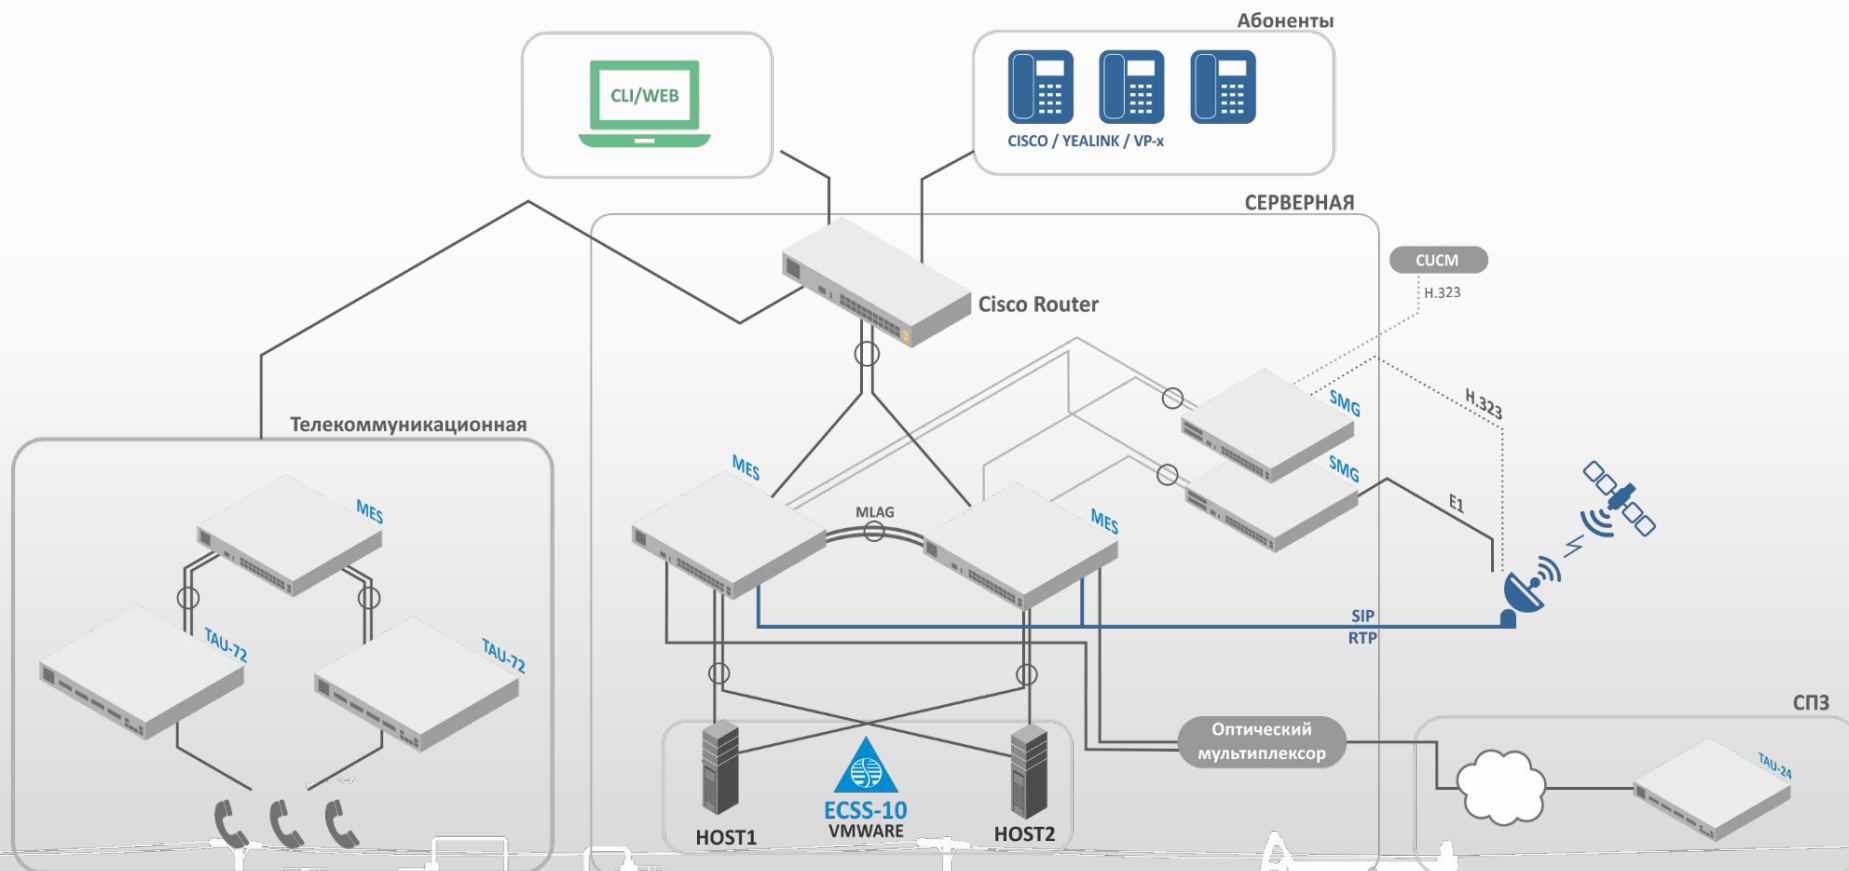 Абоненты
CLI/WEB
CISCO / YEALINK / VP-x
СЕРВЕРНАЯ
CUCM
H.323
Cisco Router
SMG
H.323
Телекоммуникационная
MES
SMG
MES
E1
MLAG
MES
SIP
RTP
TAU-72
TAU-72
СПЗ
Оптический
мультиплексор
TAU-24
ECSS-10
VMWARE
HOST1
HOST2